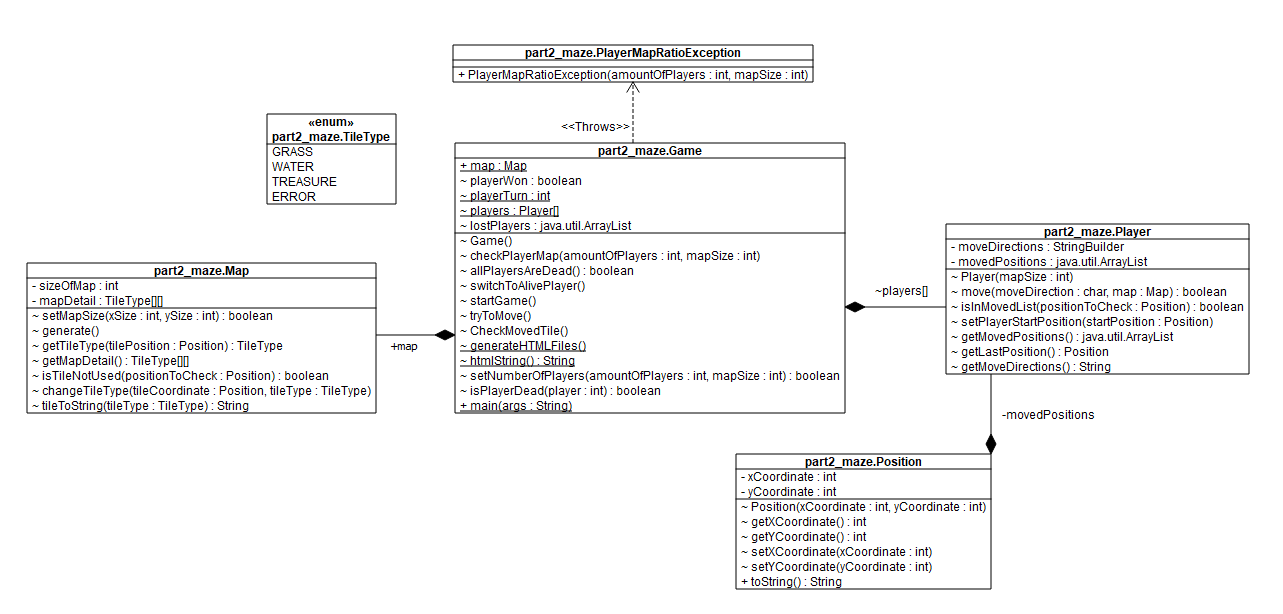 part2_maze.PlayerMapRatioException
+ PlayerMapRatioException(amountOfPlayers : int, mapSize : int)
<<Throws>>
«enum»
part2_maze.TileType
GRASS
WATER
TREASURE
ERROR
part2_maze.Game
+ map : Map
~ playerWon : boolean
~ playerTurn : int
~ players : Player[]
~ lostPlayers : java.util.ArrayList
~ Game()
~ checkPlayerMap(amountOfPlayers : int, mapSize : int)
~ allPlayersAreDead() : boolean
~ switchToAlivePlayer()
~ startGame()
~ tryToMove()
~ CheckMovedTile()
~ generateHTMLFiles()
~ htmlString() : String
~ setNumberOfPlayers(amountOfPlayers : int, mapSize : int) : boolean
~ isPlayerDead(player : int) : boolean
+ main(args : String)
part2_maze.Map
- sizeOfMap : int
- mapDetail : TileType[][]
~ setMapSize(xSize : int, ySize : int) : boolean
~ generate()
~ getTileType(tilePosition : Position) : TileType
~ getMapDetail() : TileType[][]
~ isTileNotUsed(positionToCheck : Position) : boolean
~ changeTileType(tileCoordinate : Position, tileType : TileType)
~ tileToString(tileType : TileType) : String
+map
~players[]
part2_maze.Player
- moveDirections : StringBuilder
- movedPositions : java.util.ArrayList
~ Player(mapSize : int)
~ move(moveDirection : char, map : Map) : boolean
~ isInMovedList(positionToCheck : Position) : boolean
~ setPlayerStartPosition(startPosition : Position)
~ getMovedPositions() : java.util.ArrayList
~ getLastPosition() : Position
~ getMoveDirections() : String
-movedPositions
part2_maze.Position
- xCoordinate : int
- yCoordinate : int
~ Position(xCoordinate : int, yCoordinate : int)
~ getXCoordinate() : int
~ getYCoordinate() : int
~ setXCoordinate(xCoordinate : int)
~ setYCoordinate(yCoordinate : int)
+ toString() : String